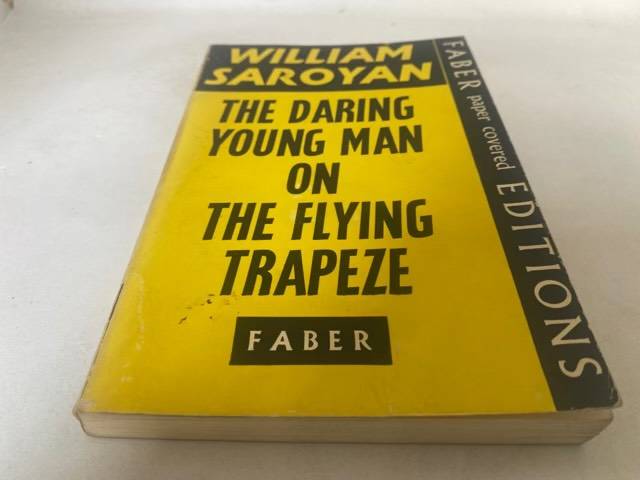 WILLIAM
SAROYAN
THE DARING
YOUNG MAN
ON
THE FLYING
TRAPEZE
FABER
FABER paper covered EDITIONS